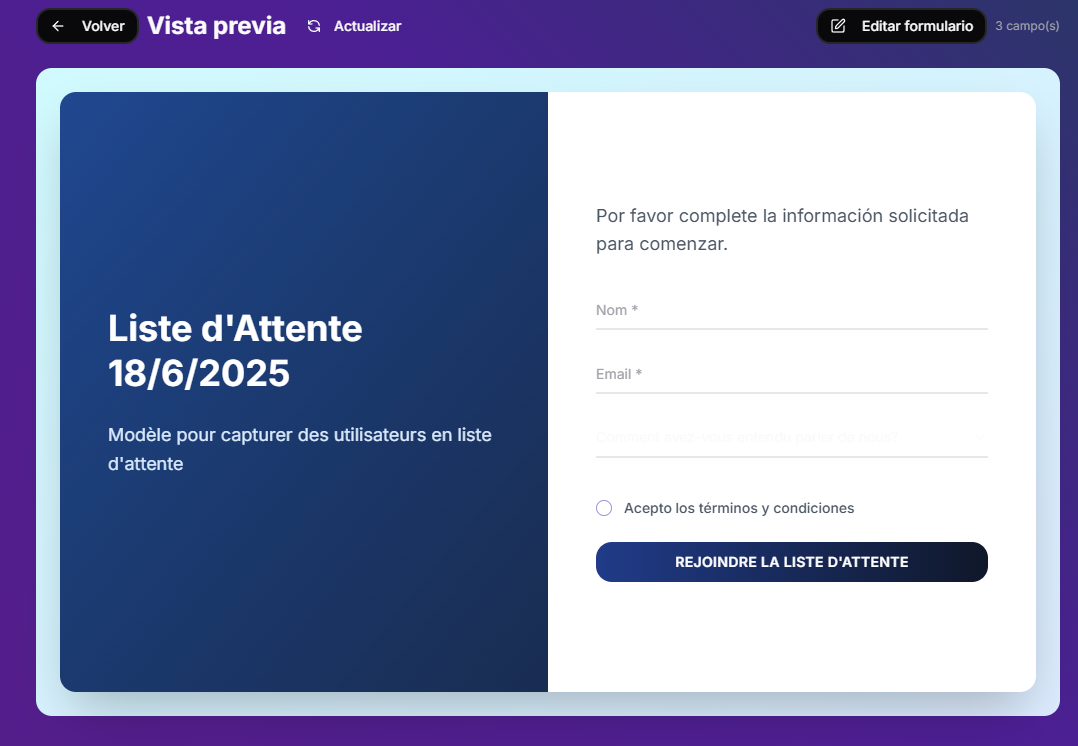 Volver
Vista previa
Actualizar
Editar formulario
3 campo(s)
Liste d'Attente
18/6/2025
Modèle pour capturer des utilisateurs en liste
d'attente
Por favor complete la información solicitada
para comenzar.
Nom *
Email *
Comment avez-vous entendu parler de nous?
Acepto los términos y condiciones
REJOINDRE LA LISTE D'ATTENTE